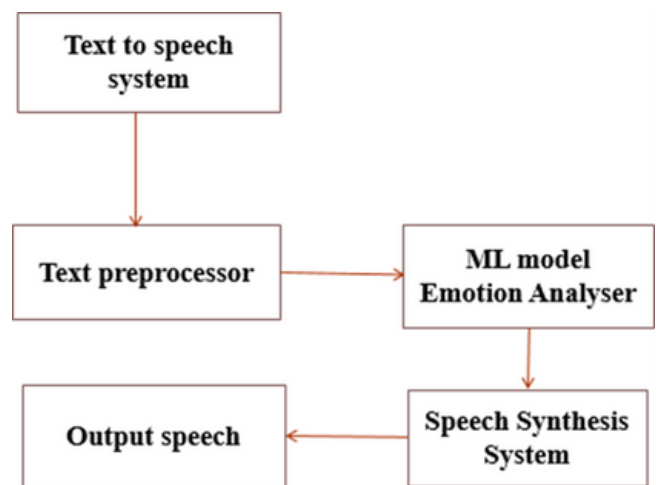 Text to speech
system
Text preprocessor
ML model
Emotion Analyser
Speech Synthesis
System
Output speech